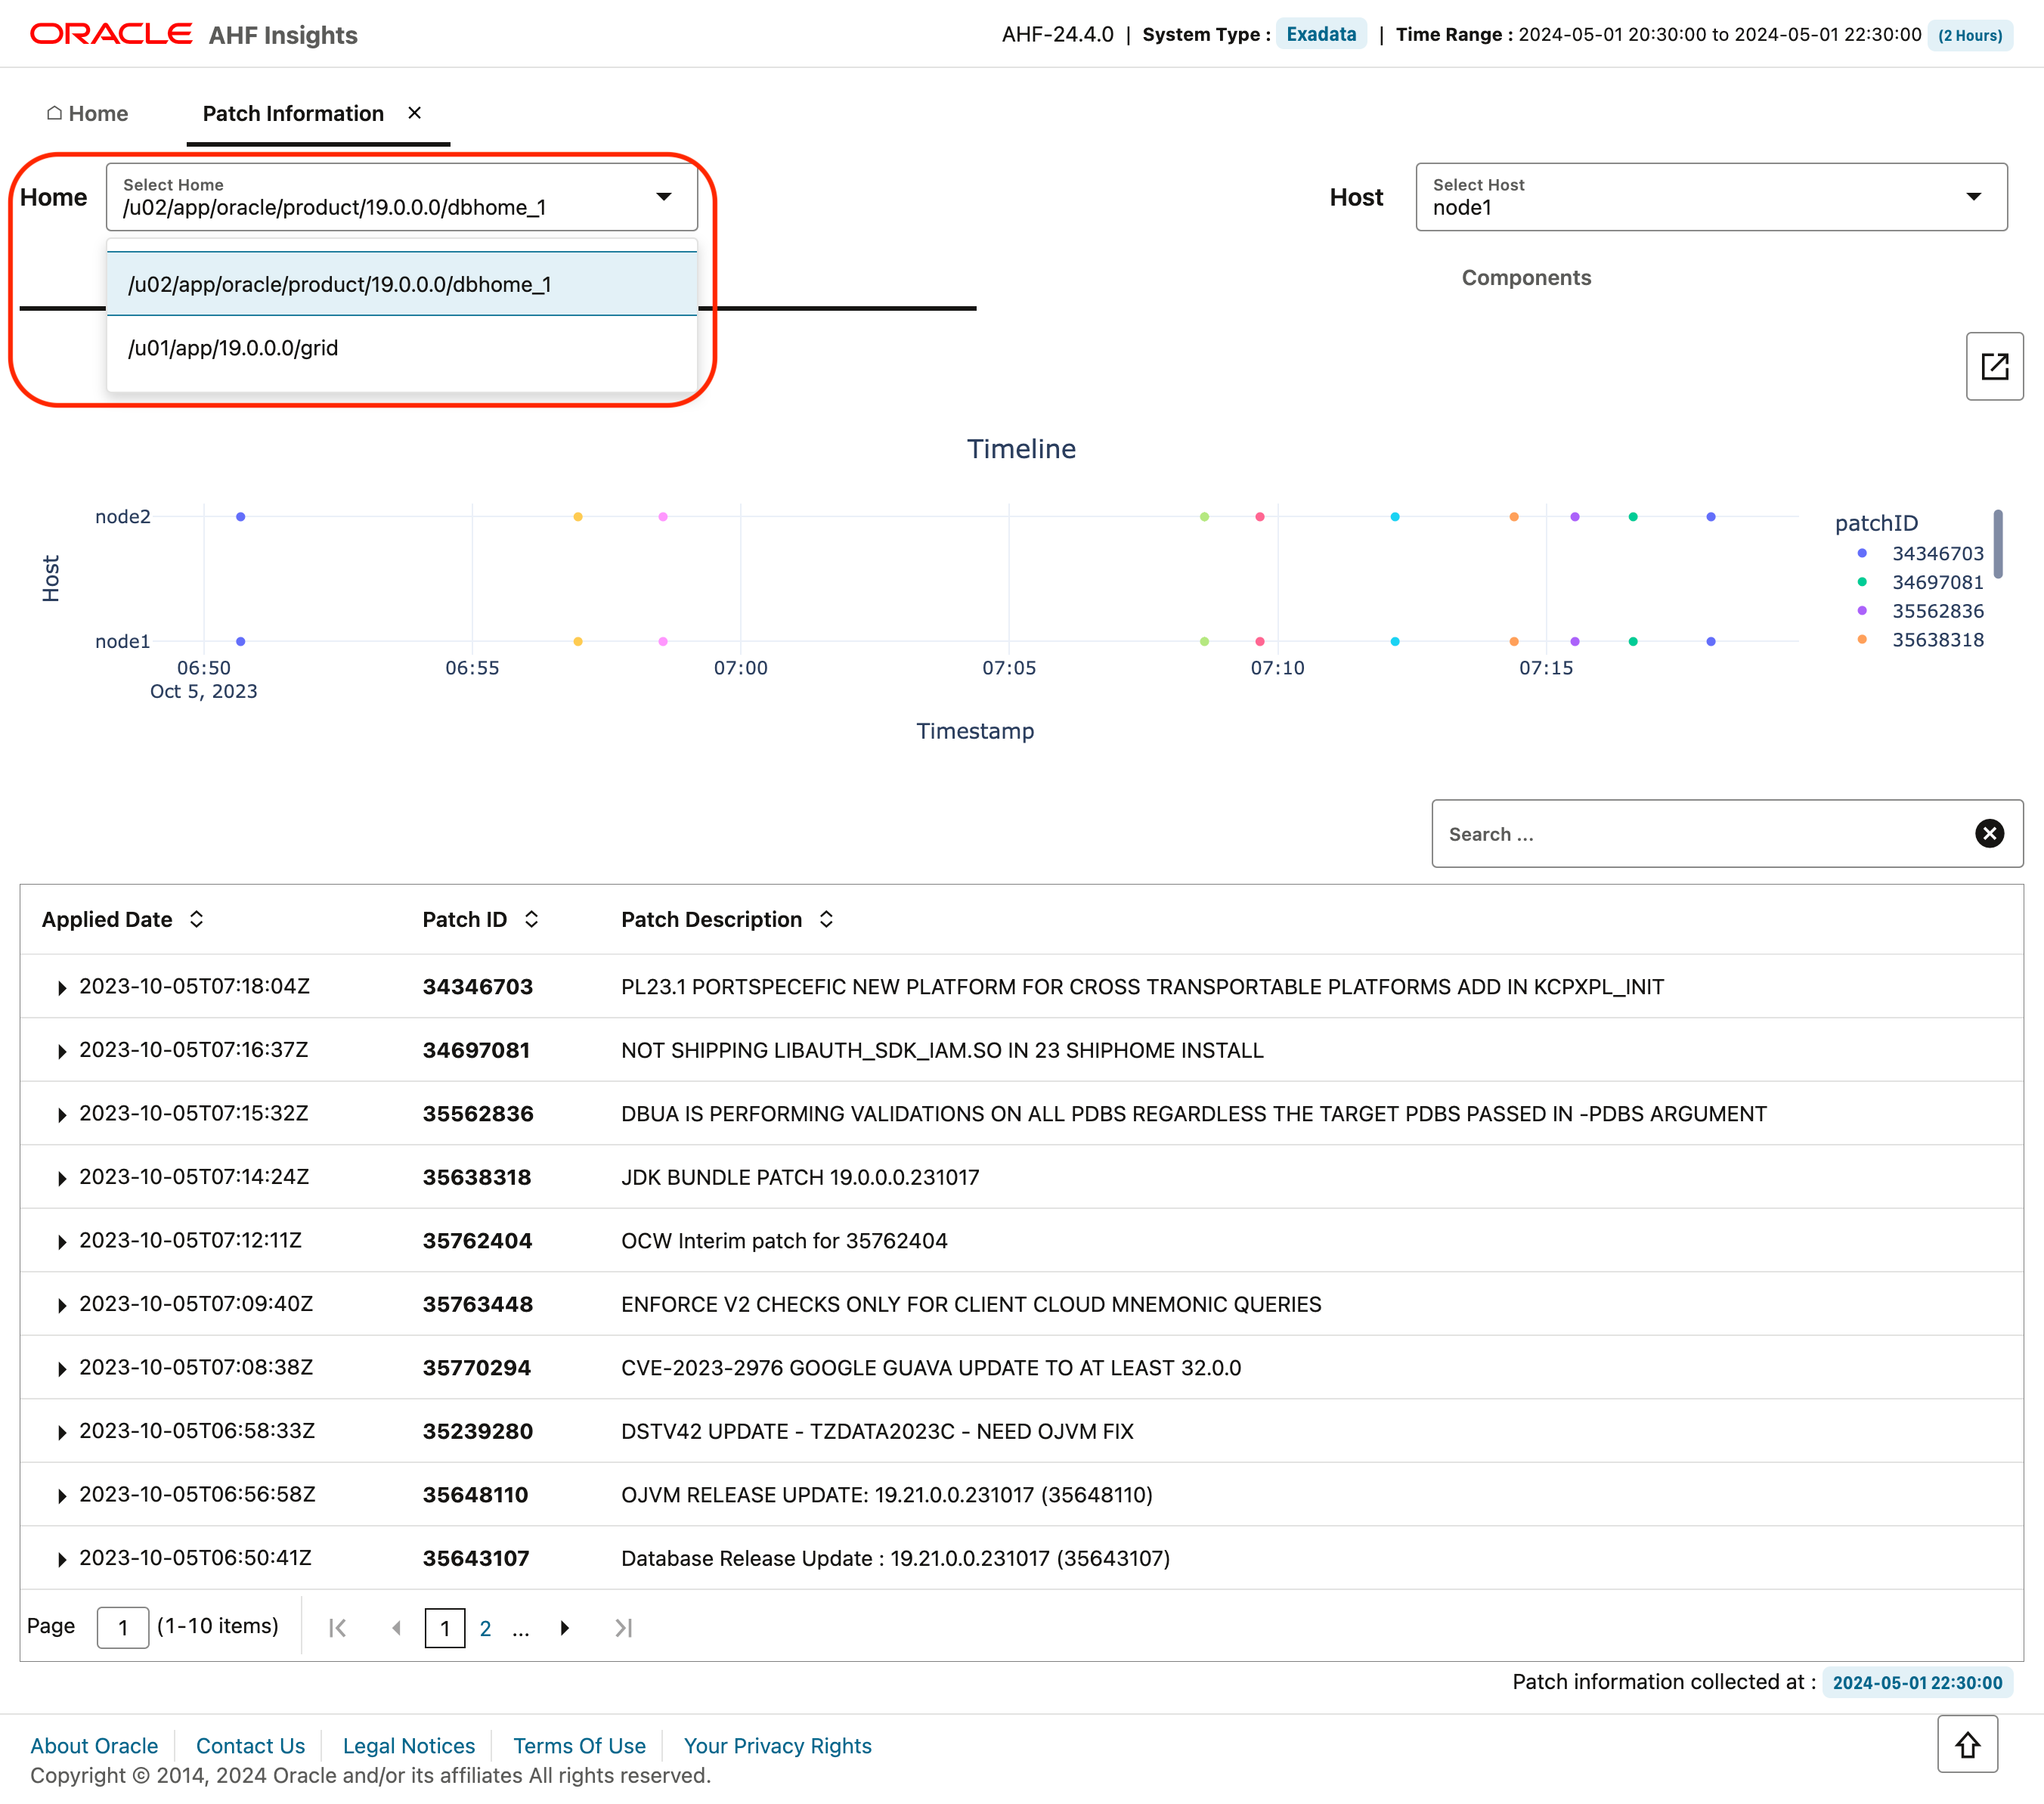 ORACLE AHF Insights
AHF-24.4.0 | System Type : Exadata | Time Range : 2024-05-01 20:30:00 to 2024-05-01 22:30:00 (2 Hours)
Home
Patch Information
Home
Select Home
/u02/app/oracle/product/19.0.0.0/dbhome_1
Host
Select Host
node1
/u02/app/oracle/product/19.0.0.0/dbhome_1
/u01/app/19.0.0.0/grid
Components
Timeline
node2
Host
node1
06:50 06:55 07:00 07:05 07:10 07:15
Oct 5, 2023
Timestamp
patchID
34346703
34697081
35562836
35638318
Search ...
Applied Date Patch ID Patch Description
2023-10-05T07:18:04Z 34346703 PL23.1 PORTSPECEFIC NEW PLATFORM FOR CROSS TRANSPORTABLE PLATFORMS ADD IN KCPXPL_INIT
2023-10-05T07:16:37Z 34697081 NOT SHIPPING LIBAUTH_SDK_IAM.SO IN 23 SHIPHOME INSTALL
2023-10-05T07:15:32Z 35562836 DBUA IS PERFORMING VALIDATIONS ON ALL PDBS REGARDLESS THE TARGET PDBS PASSED IN -PDBS ARGUMENT
2023-10-05T07:14:24Z 35638318 JDK BUNDLE PATCH 19.0.0.0.231017
2023-10-05T07:12:11Z 35762404 OCW Interim patch for 35762404
2023-10-05T07:09:40Z 35763448 ENFORCE V2 CHECKS ONLY FOR CLIENT CLOUD MNEMONIC QUERIES
2023-10-05T07:08:38Z 35770294 CVE-2023-2976 GOOGLE GUAVA UPDATE TO AT LEAST 32.0.0
2023-10-05T06:58:33Z 35239280 DSTV42 UPDATE - TZDATA2023C - NEED OJVM FIX
2023-10-05T06:56:58Z 35648110 OJVM RELEASE UPDATE: 19.21.0.0.231017 (35648110)
2023-10-05T06:50:41Z 35643107 Database Release Update : 19.21.0.0.231017 (35643107)
Page 1 (1-10 items) 1 2 ...
Patch information collected at : 2024-05-01 22:30:00
About Oracle Contact Us Legal Notices Terms Of Use Your Privacy Rights
Copyright © 2014, 2024 Oracle and/or its affiliates All rights reserved.